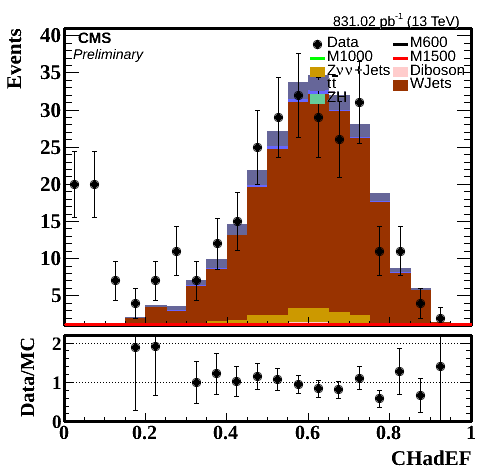 831.02 pb-1 (13 TeV)
CMS
Preliminary
Data
M600
M1000
M1500
Zνν+Jets
Diboson
tt
WJets
ZH
Events
40
35
30
25
20
15
10
5
Data/MC
2
1
0
0
0.2
0.4
0.6
0.8
1
CHadEF